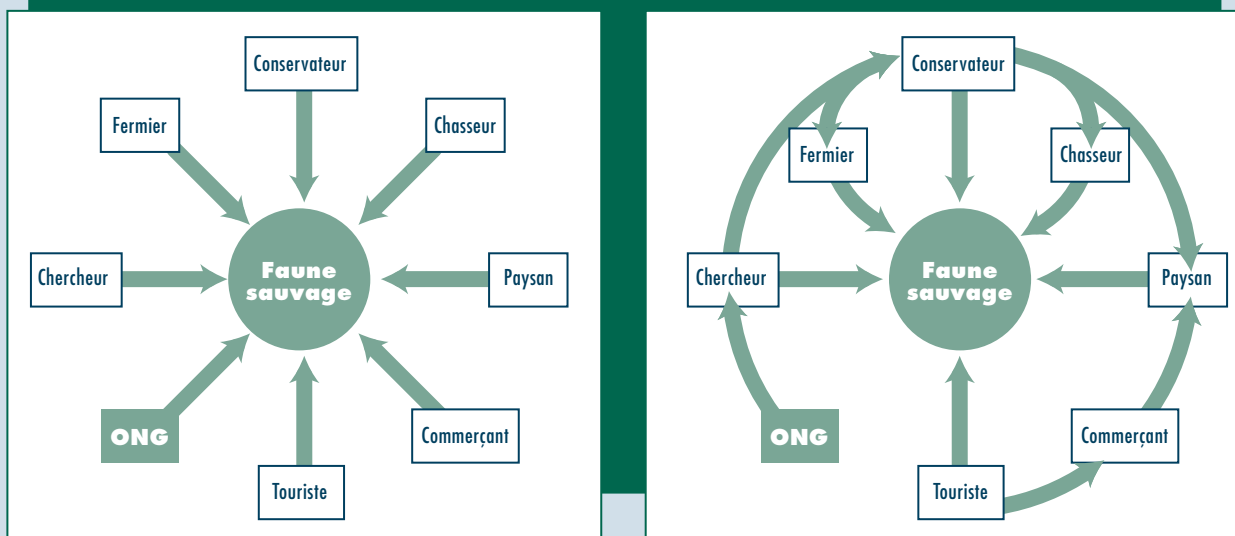 Conservateur
Fermier
Chasseur
Chercheur
Faune
sauvage
Paysan
ONG
Commerçant
Touriste
Conservateur
Fermier
Chasseur
Chercheur
Faune
sauvage
Paysan
ONG
Commerçant
Touriste